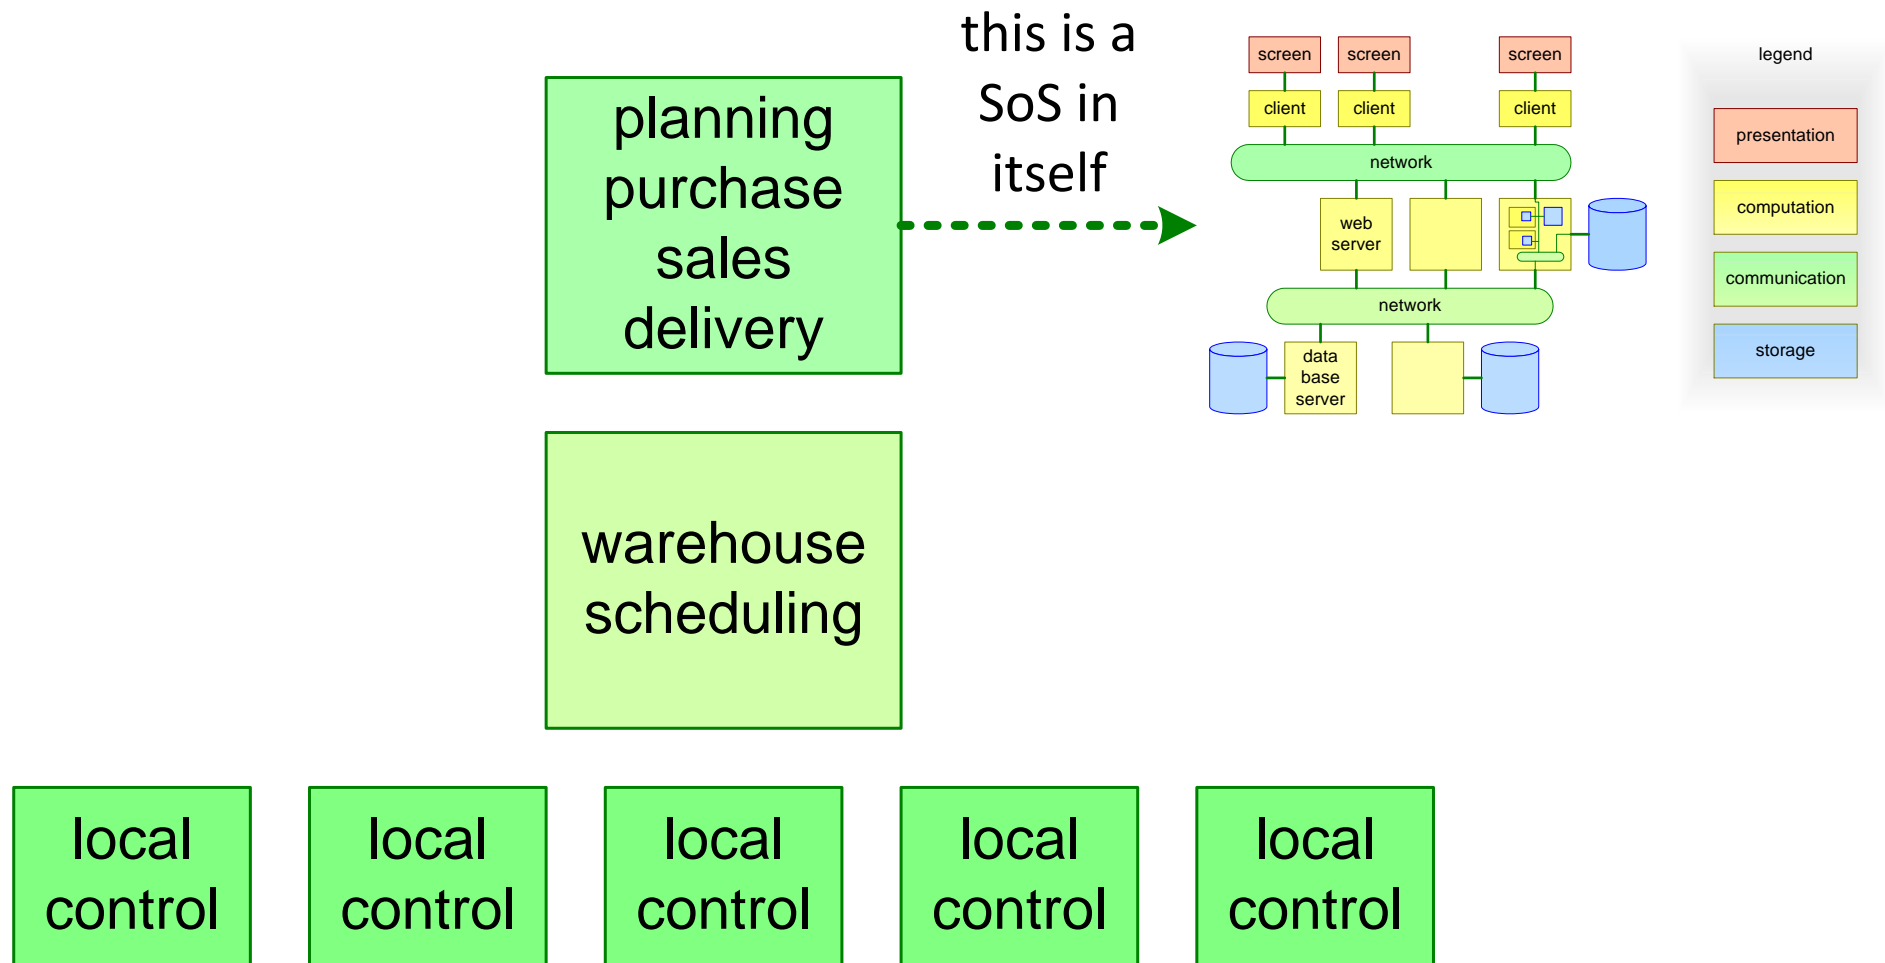 this is a
SoS in
itself
planning
purchase
sales
delivery
screen
screen
screen
client
client
client
network
web
server
network
data
base
server
legend
presentation
computation
communication
storage
warehouse
scheduling
local
control
local
control
local
control
local
control
local
control